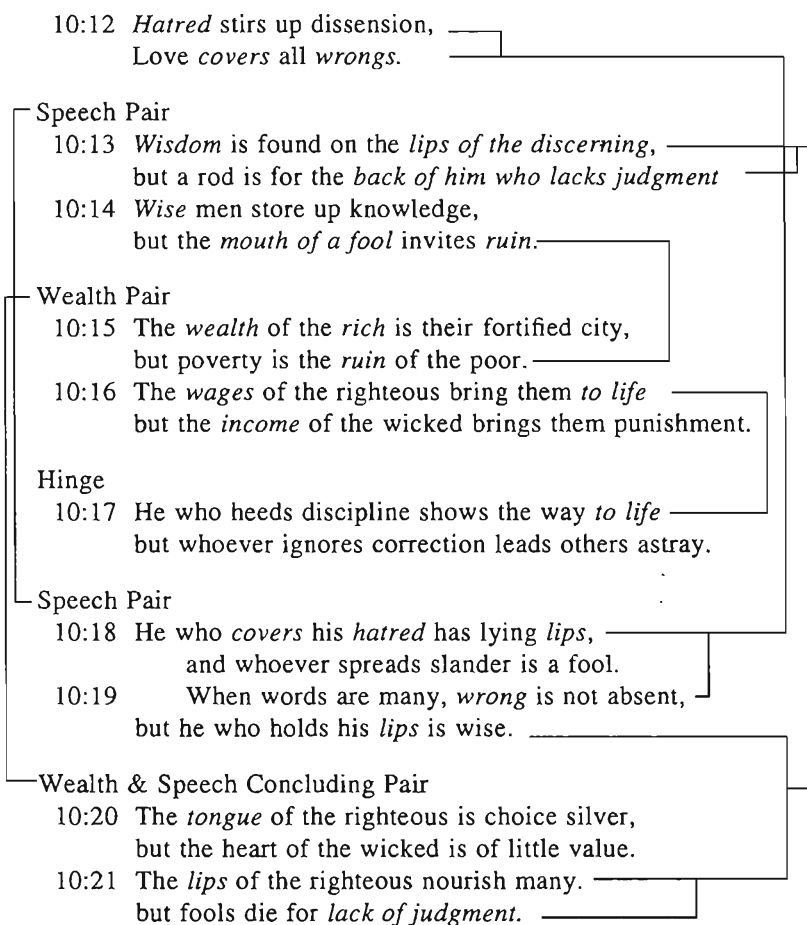 10:12 Hatred stirs up dissension,
Love covers all wrongs.
Speech Pair
10:13 Wisdom is found on the lips of the discerning,
but a rod is for the back of him who lacks judgment
10:14 Wise men store up knowledge,
but the mouth of a fool invites ruin.
Wealth Pair
10:15 The wealth of the rich is their fortified city,
but poverty is the ruin of the poor.
10:16 The wages of the righteous bring them to life
but the income of the wicked brings them punishment.
Hinge
10:17 He who heeds discipline shows the way to life
but whoever ignores correction leads others astray.
Speech Pair
10:18 He who covers his hatred has lying lips,
and whoever spreads slander is a fool.
10:19 When words are many, wrong is not absent,
but he who holds his lips is wise.
Wealth & Speech Concluding Pair
10:20 The tongue of the righteous is choice silver,
but the heart of the wicked is of little value.
10:21 The lips of the righteous nourish many.
but fools die for lack of judgment.